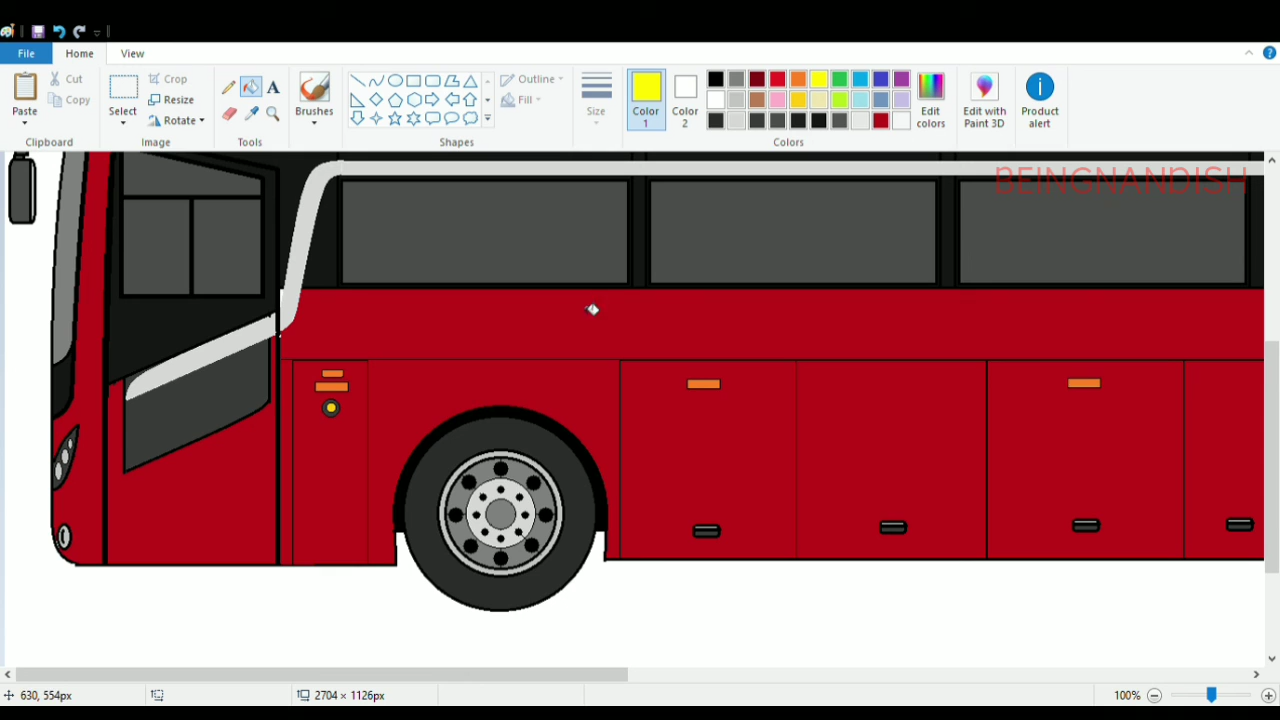 File Home View
Paste
Cut
Copy
Clipboard
Select
Crop
Resize
Rotate
Image
A
Tools
Brushes
Outline
Fill
Shapes
Size
Color
1
Color
2
Edit
colors
Colors
Edit with
Paint 3D
Product
alert
BEINGNANDISH
630, 554px
2704 × 1126px
100%